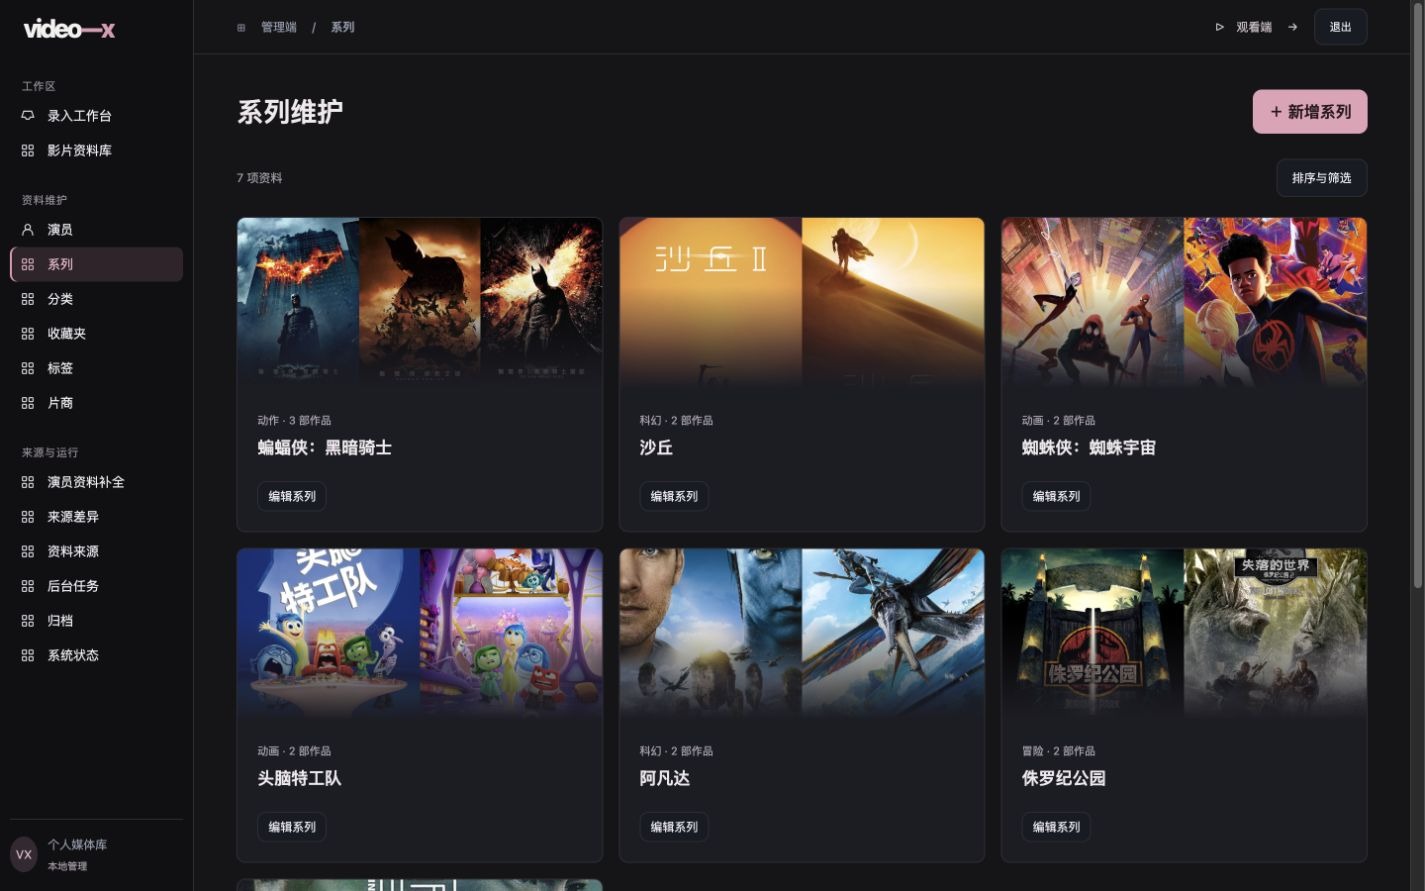 video—x
管理端 / 系列
观看端
退出
工作区
录入工作台
影片资料库
资料维护
演员
系列
分类
收藏夹
标签
片商
来源与运行
演员资料补全
来源差异
资料来源
后台任务
归档
系统状态
VX
个人媒体库
本地管理
系列维护
+ 新增系列
7 项资料
排序与筛选
沙丘 II
动作 · 3 部作品
蝙蝠侠：黑暗骑士
编辑系列
科幻 · 2 部作品
沙丘
编辑系列
动画 · 2 部作品
蜘蛛侠：蜘蛛宇宙
编辑系列
头脑
特工队
侏罗纪公园
失落的世界
动画 · 2 部作品
头脑特工队
编辑系列
科幻 · 2 部作品
阿凡达
编辑系列
冒险 · 2 部作品
侏罗纪公园
编辑系列